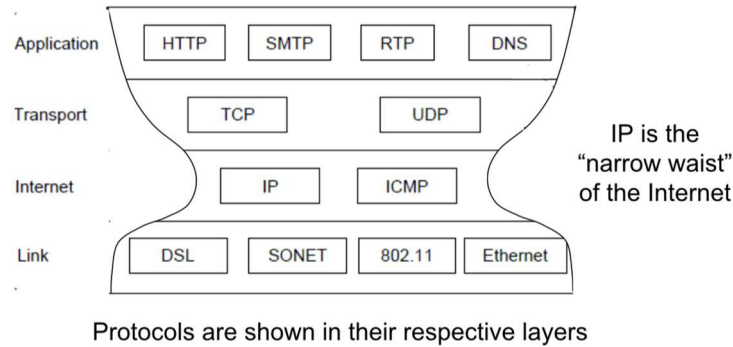 Application HTTP SMTP RTP DNS
Transport TCP UDP
IP is the
“narrow waist”
of the Internet
Internet IP ICMP
Link DSL SONET 802.11 Ethernet
Protocols are shown in their respective layers